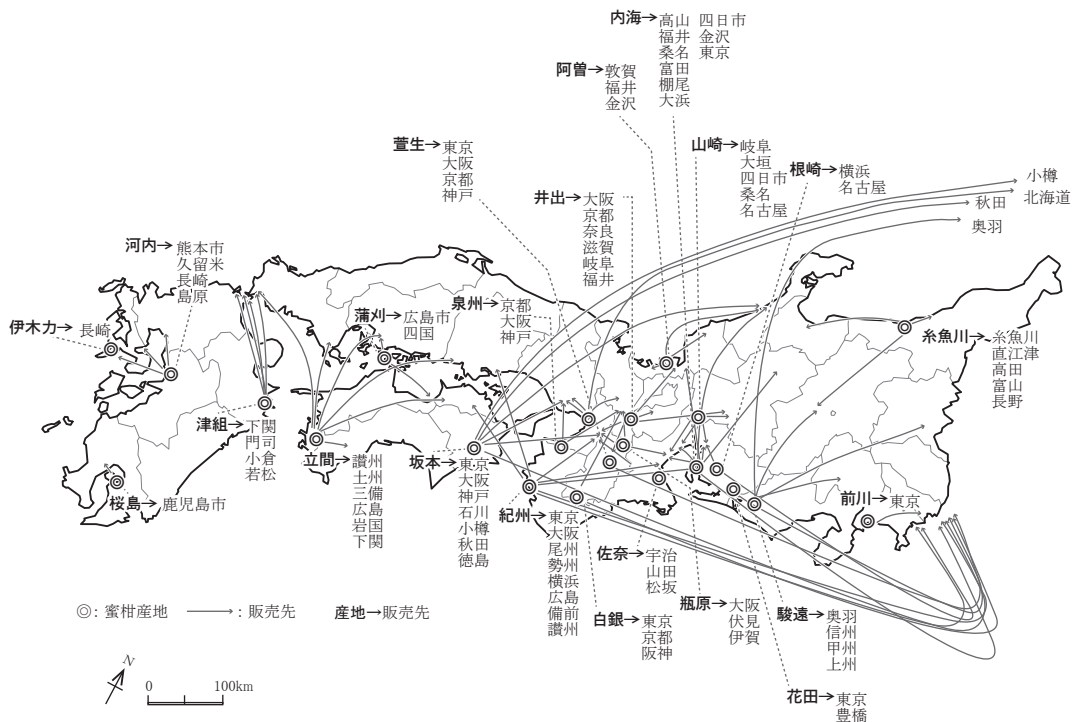 内海→高山 四日市
福井 金沢
桑名 東京
富田
棚尾
大浜
阿曽→敦賀
福井
金沢
萱生→東京
大阪
京都
神戸
山崎→岐阜
大垣
四日市
桑名
名古屋
根崎→横浜
名古屋
井出→大阪
京都
奈良
滋賀
岐阜
福井
小樽
北海道
秋田
奥羽
河内→熊本市
久留米
長崎
島原
伊木力→長崎
蒲刈→広島市
四国
泉州→京都
大阪
神戸
糸魚川→糸魚川
直江津
高田
富山
長野
津組→下関
門司
小倉
若松
立間→讃州
土州
三備
広島
岩国
下関
坂本→東京
大阪
神戸
石川
小樽
秋田
徳島
桜島→鹿児島市
紀州→東京
大阪
尾州
勢州
横浜
広島
備前
讃州
前川→東京
佐奈→宇治
山田
松坂
白銀→東京
京都
阪神
瓶原→大阪
伏見
伊賀
駿遠→奥羽
信州
甲州
上州
花田→東京
豊橋
◎: 蜜柑産地 →: 販売先 産地→販売先
N
0 100km